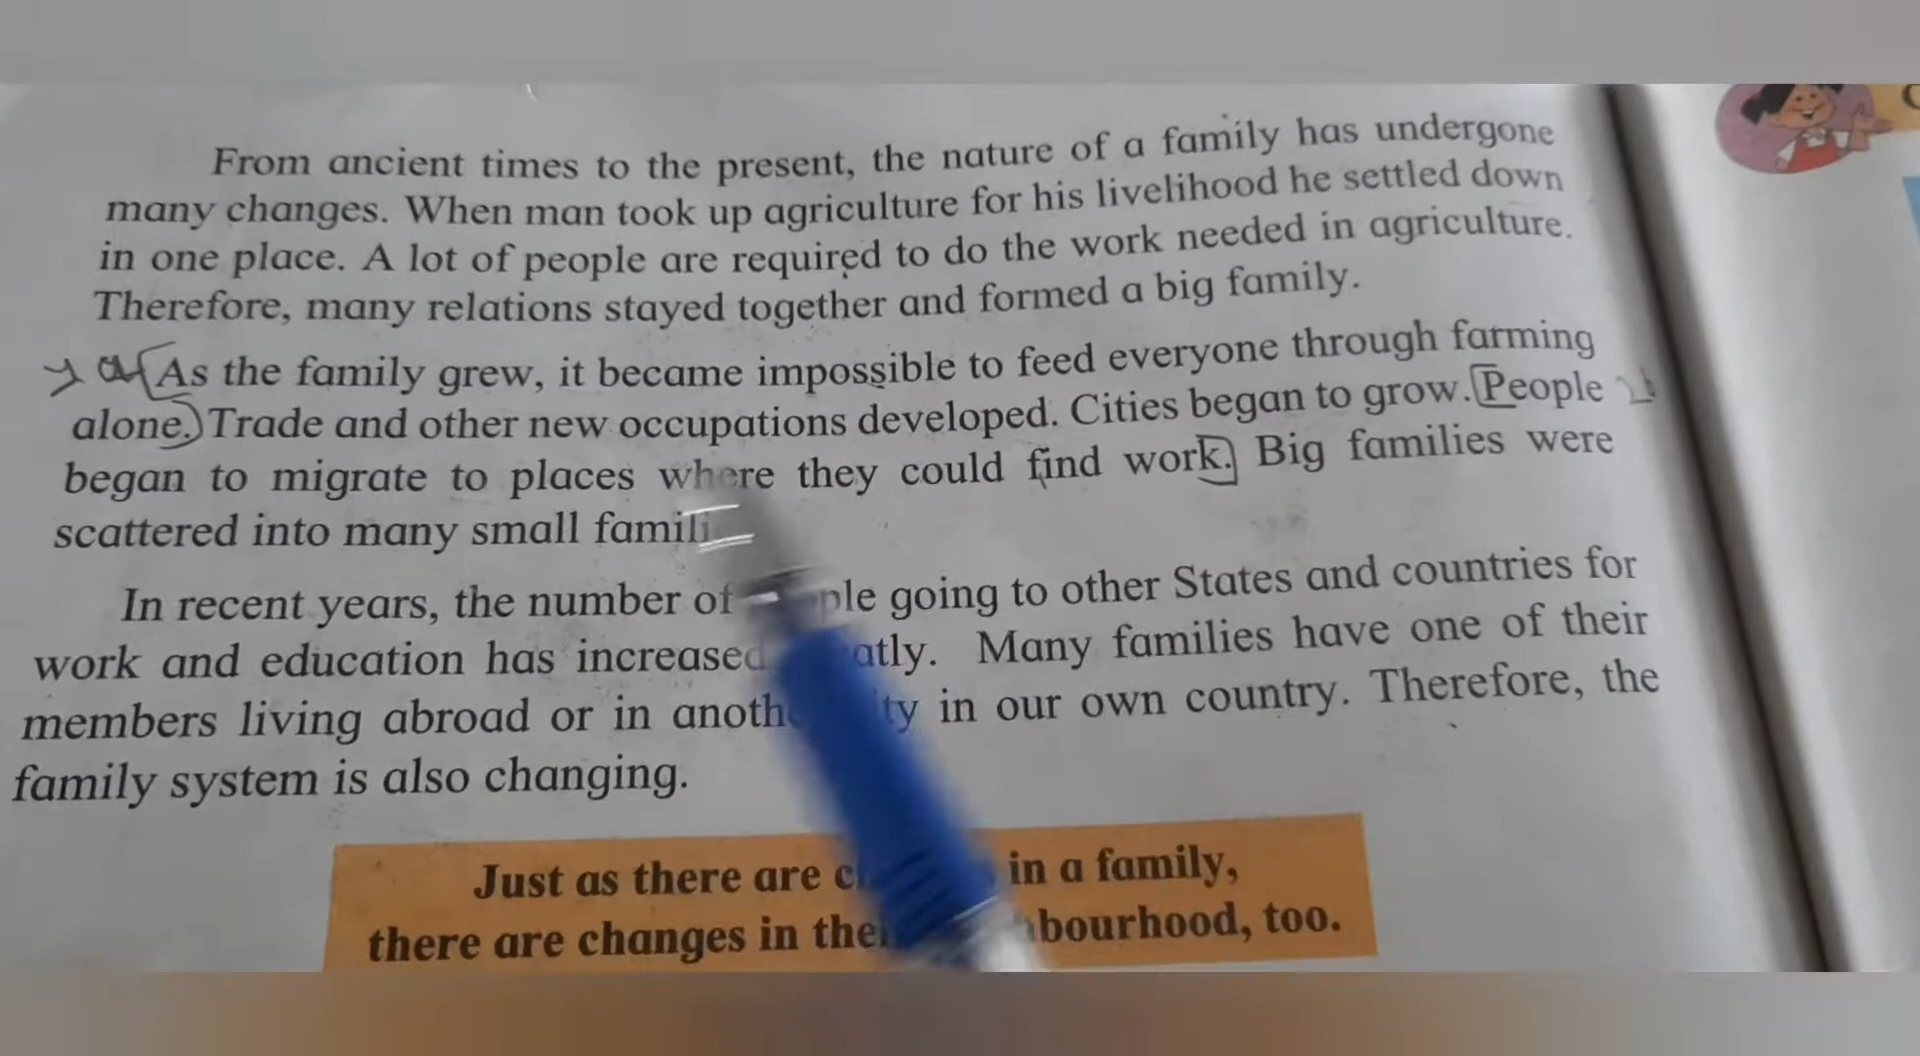 From ancient times to the present, the nature of a family has undergone
many changes. When man took up agriculture for his livelihood he settled down
in one place. A lot of people are required to do the work needed in agriculture.
Therefore, many relations stayed together and formed a big family.
As the family grew, it became impossible to feed everyone through farming
alone. Trade and other new occupations developed. Cities began to grow. People
began to migrate to places where they could find work. Big families were
scattered into many small
In recent years, the number of going to other States and countries for
work and education has increased Many families have one of their
members living abroad or in in our own country. Therefore, the
family system is also changing.
Just as there are in a family,
there are changes in too.